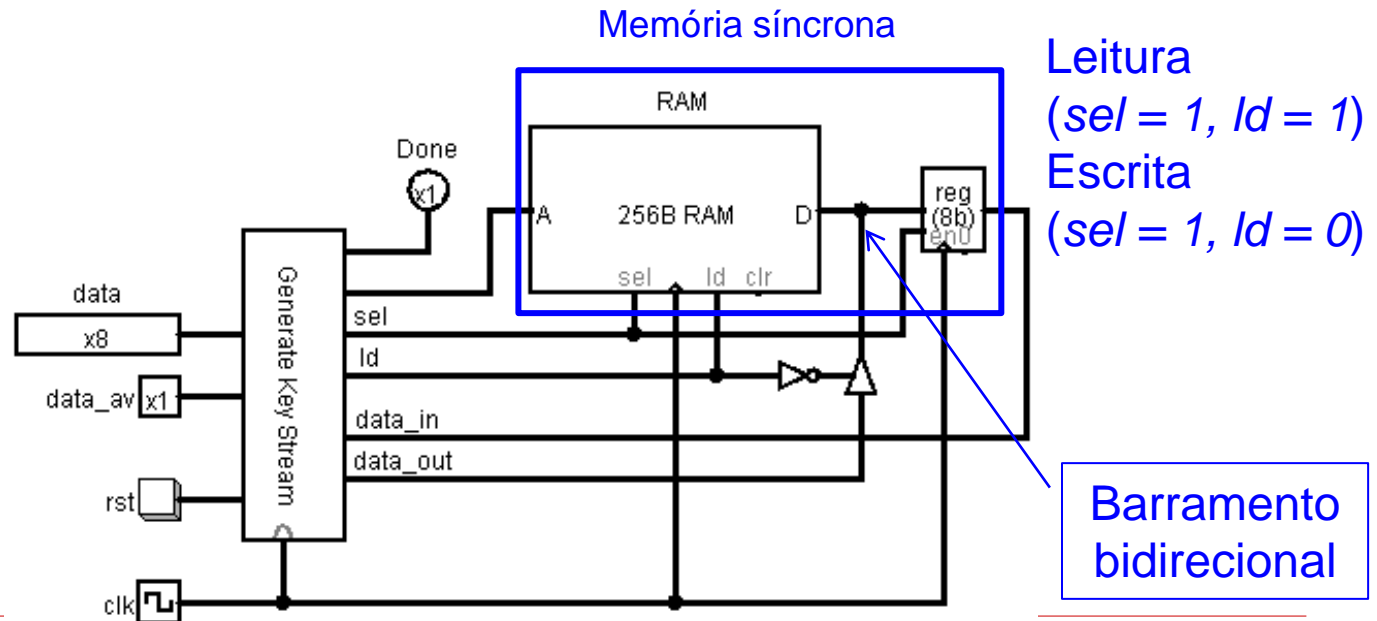 Memória síncrona
Leitura
(sel = 1, ld = 1)
Escrita
(sel = 1, ld = 0)
RAM
Done
x1
A
256B RAM
D
reg
(8b)
en0
sel
ld
clr
data
x8
data_av
x1
rst
clk
Generate Key Stream
sel
ld
data_in
data_out
Barramento
bidirecional